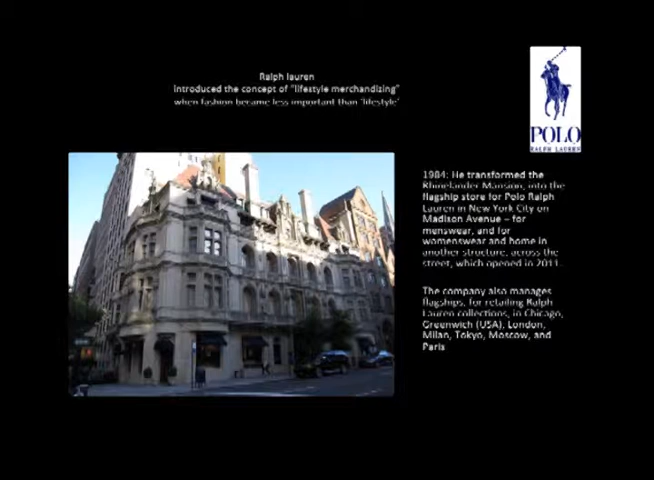 Ralph lauren
introduced the concept of "lifestyle merchandizing"
when fashion became less important than 'lifestyle'
POLO
RALPH LAUREN
1984: He transformed the
Rhinelander Mansion, into the
flagship store for Polo Ralph
Lauren in New York City on
Madison Avenue – for
menswear, and for
womenswear and home in
another structure, across the
street, which opened in 2011.
The company also manages
flagships, for retailing Ralph
Lauren collections, in Chicago,
Greenwich (USA), London,
Milan, Tokyo, Moscow, and
Paris